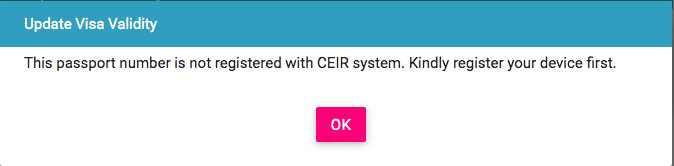 Update Visa Validity
This passport number is not registered with CEIR system. Kindly register your device first.
OK